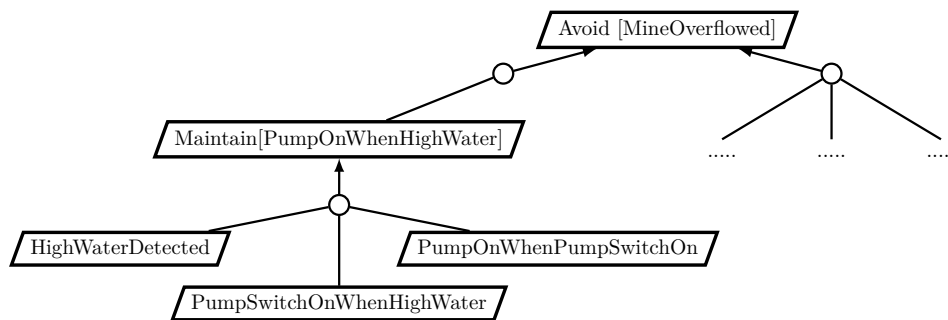 Avoid [MineOverflowed]
Maintain[PumpOnWhenHighWater]
..... ..... .....
HighWaterDetected
PumpOnWhenPumpSwitchOn
PumpSwitchOnWhenHighWater